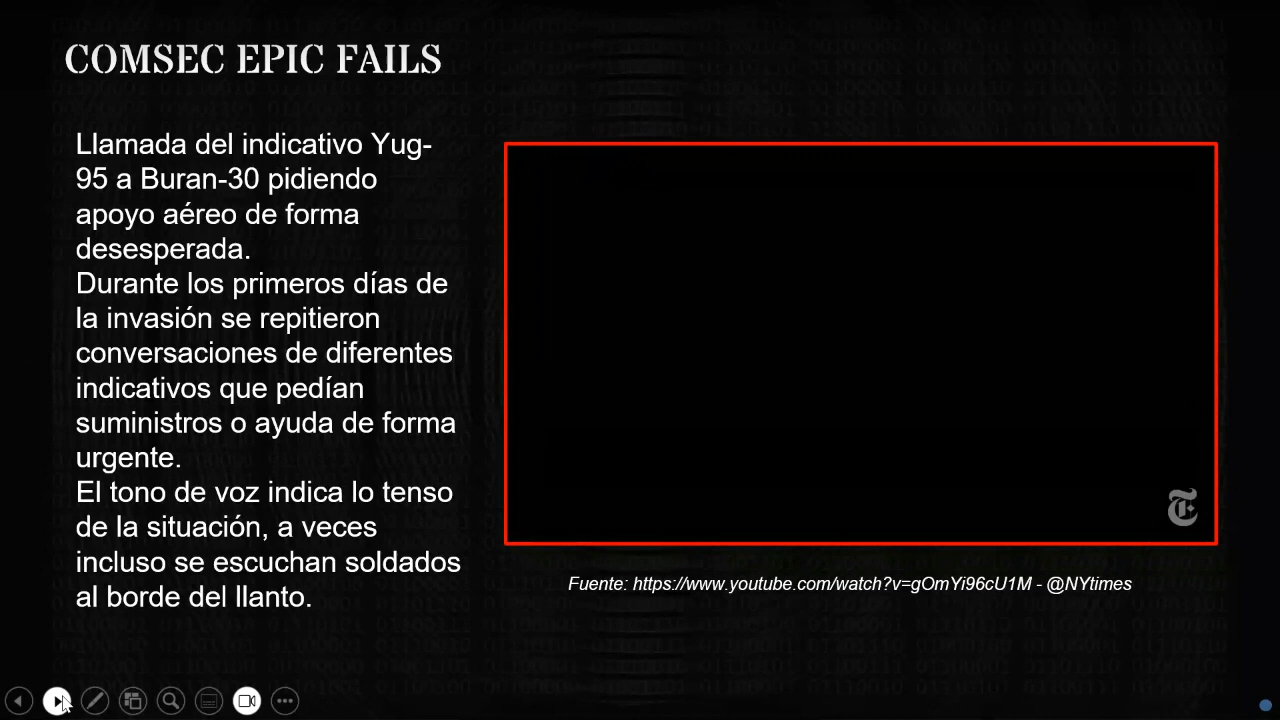 COMSEC EPIC FAILS
Llamada del indicativo Yug-
95 a Buran-30 pidiendo
apoyo aéreo de forma
desesperada.
Durante los primeros días de
la invasión se repitieron
conversaciones de diferentes
indicativos que pedían
suministros o ayuda de forma
urgente.
El tono de voz indica lo tenso
de la situación, a veces
incluso se escuchan soldados
al borde del llanto.
Fuente: https://www.youtube.com/watch?v=gOmYi96cU1M - @NYtimes